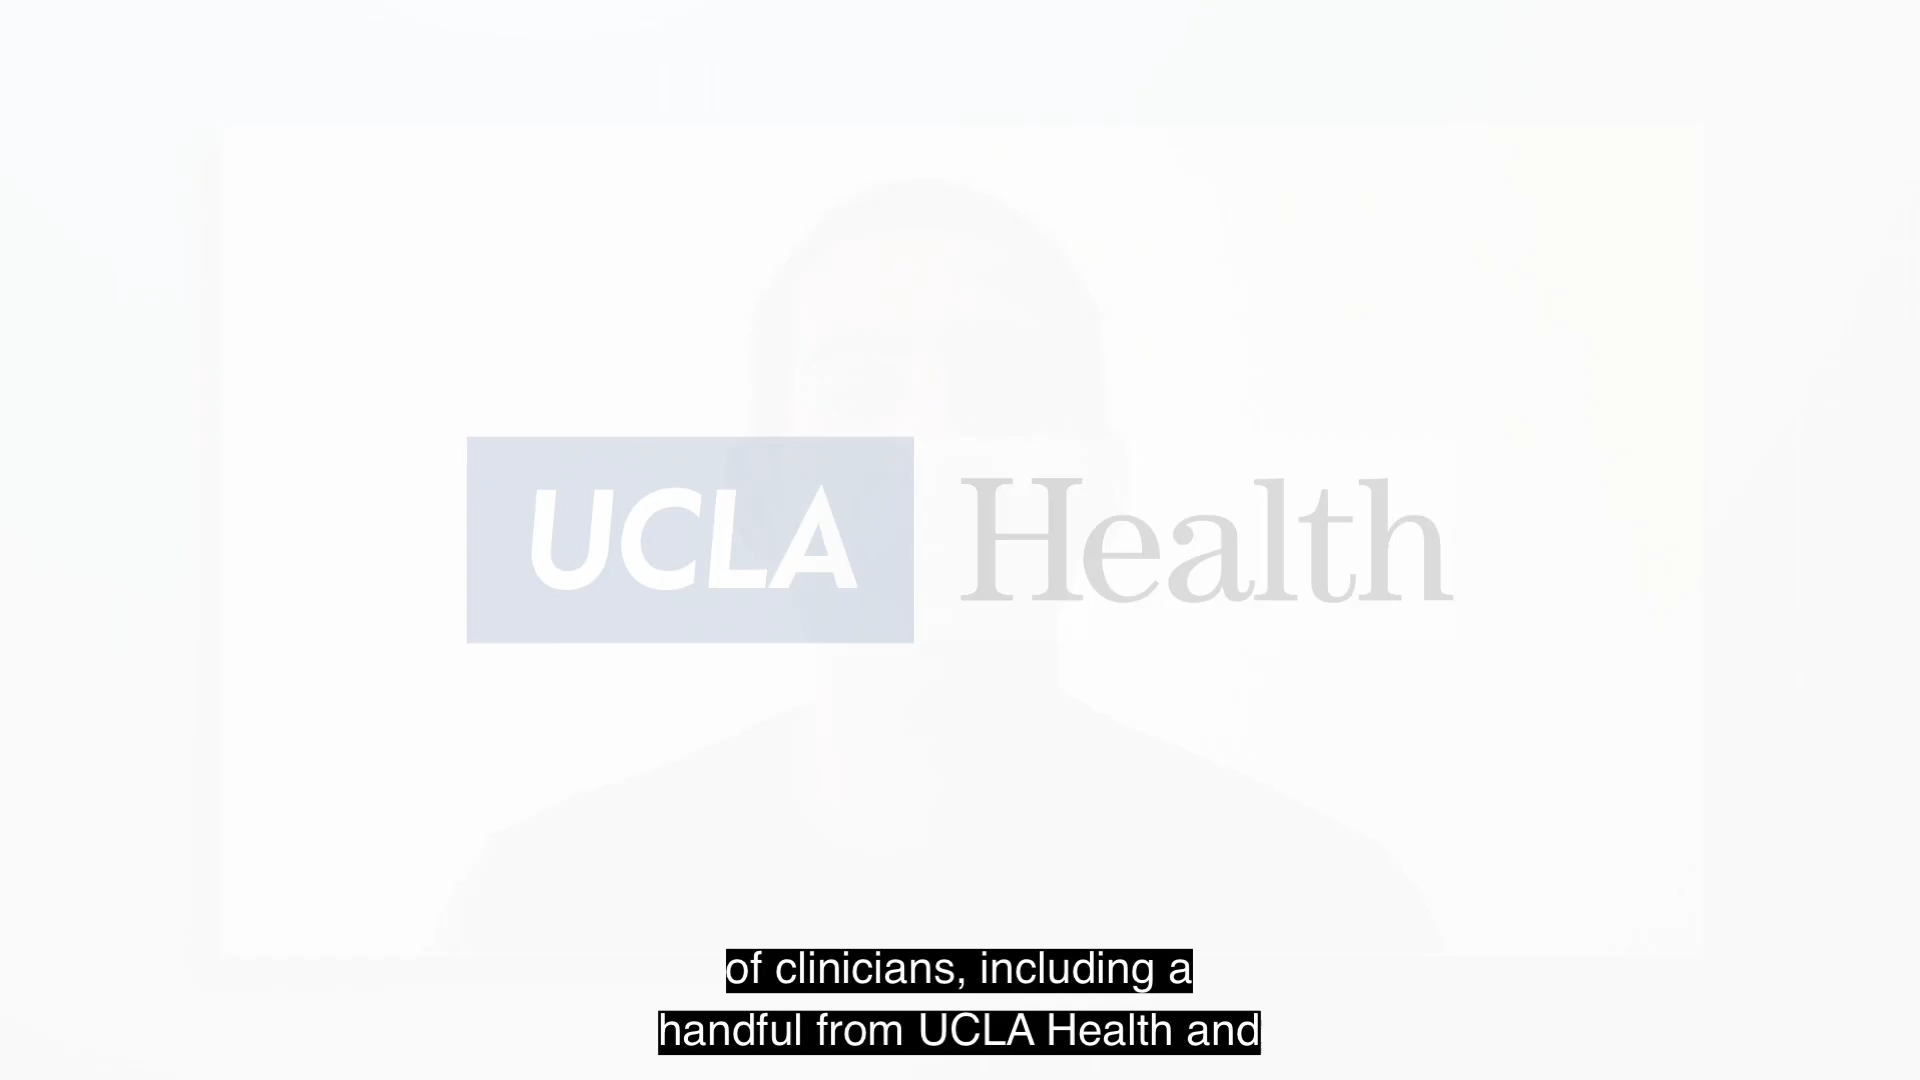 UCLA Health
of clinicians, including a
handful from UCLA Health and